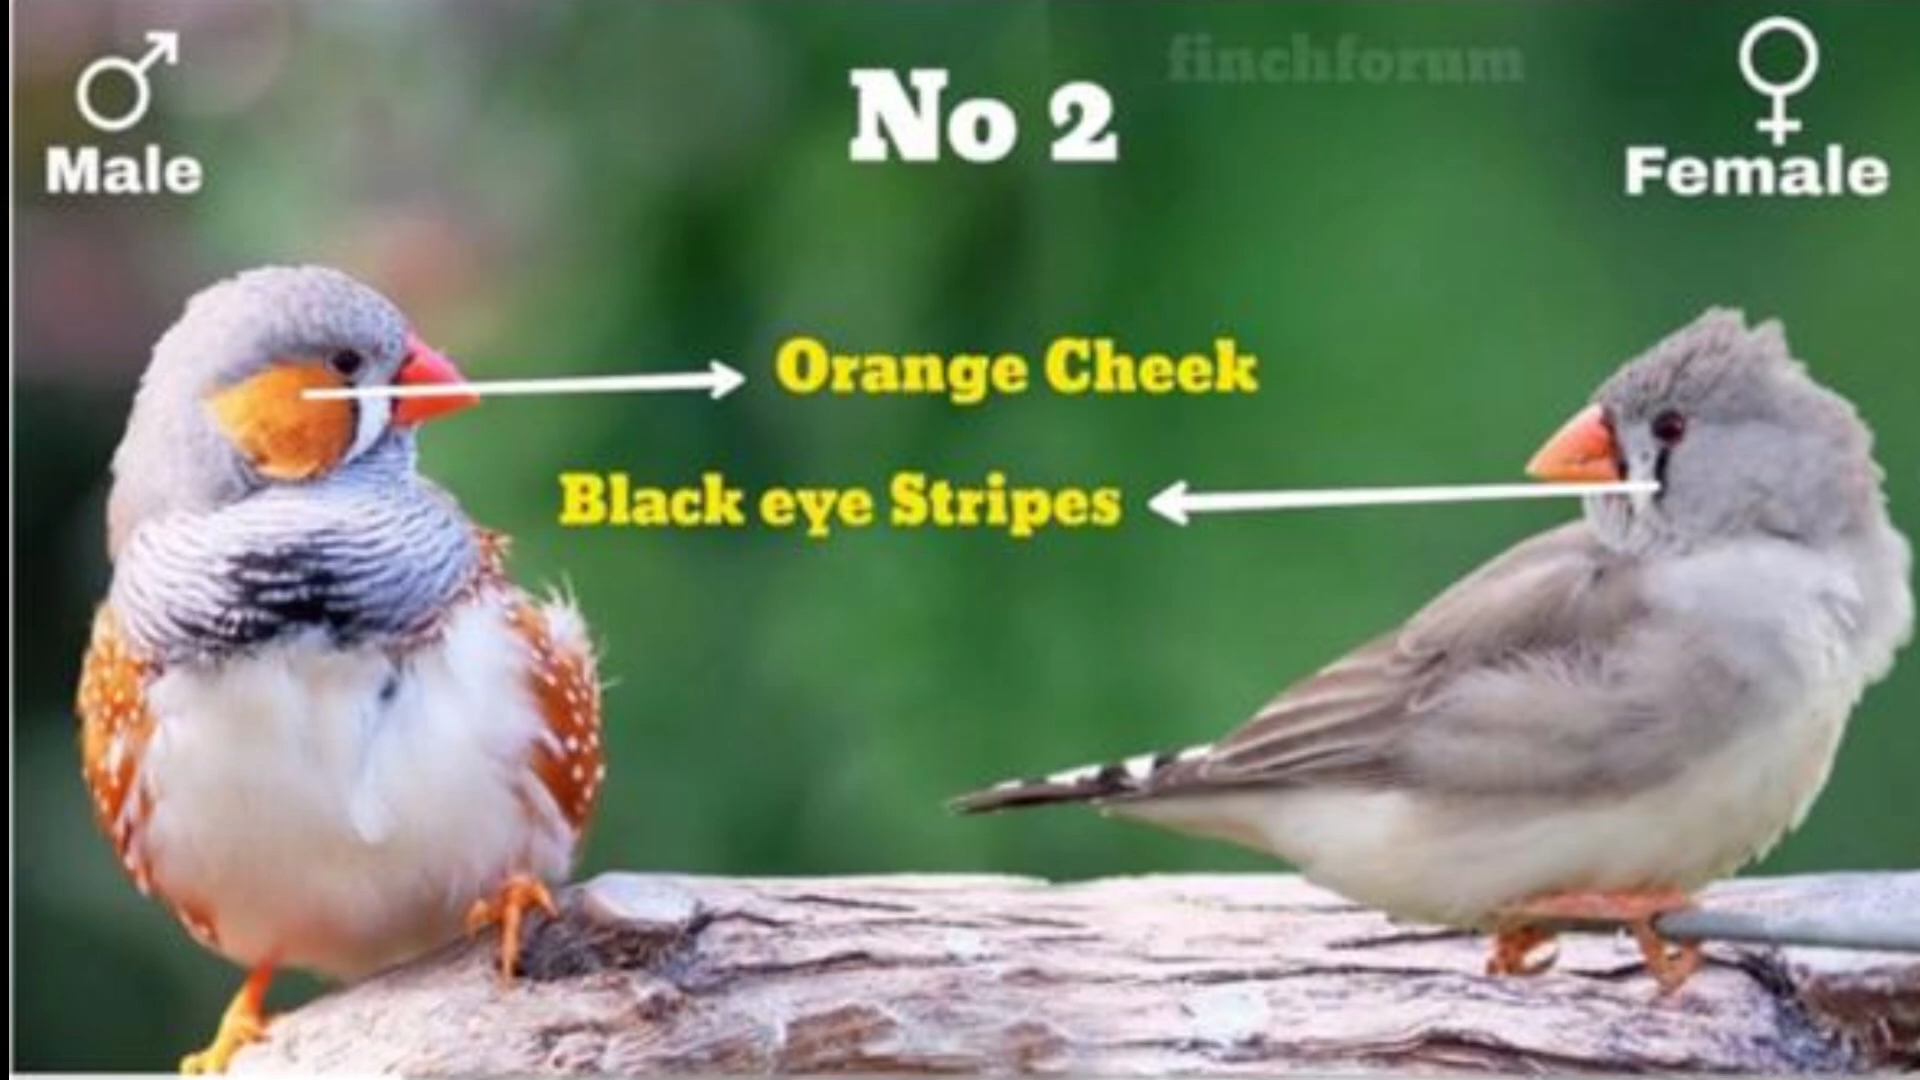 finchforum
No 2
Male
Female
Orange Cheek
Black eye Stripes